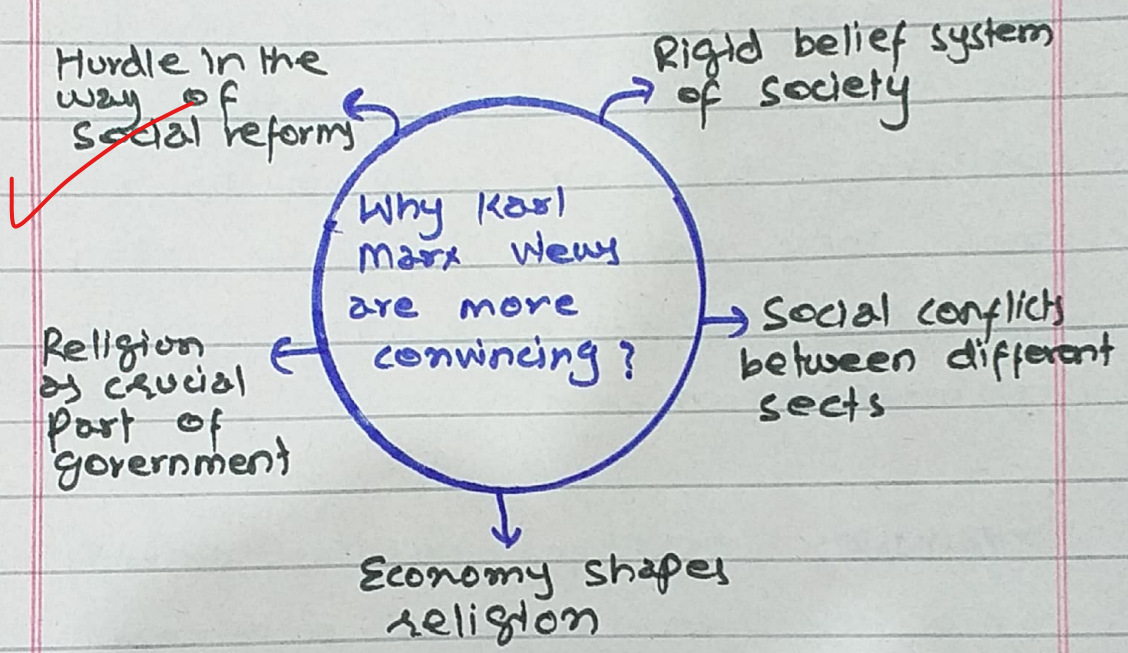 Hurdle in the
way of
social reforms
Rigid belief system
of society
Why Karl
Marx views
are more
convincing?
Social conflicts
between different
sects
Religion
as crucial
Part of
government
Economy shapes
religion